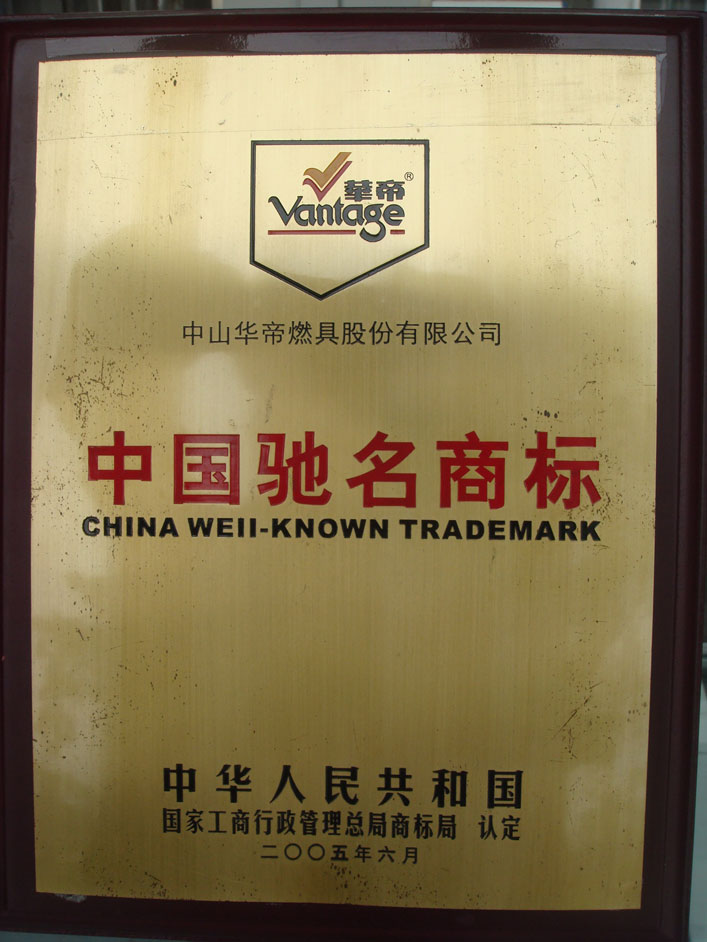 華帝®
Vantage
中山华帝燃具股份有限公司
中国驰名商标
CHINA WEII-KNOWN TRADEMARK
中华人民共和国
国家工商行政管理总局商标局 认定
二〇〇五年六月